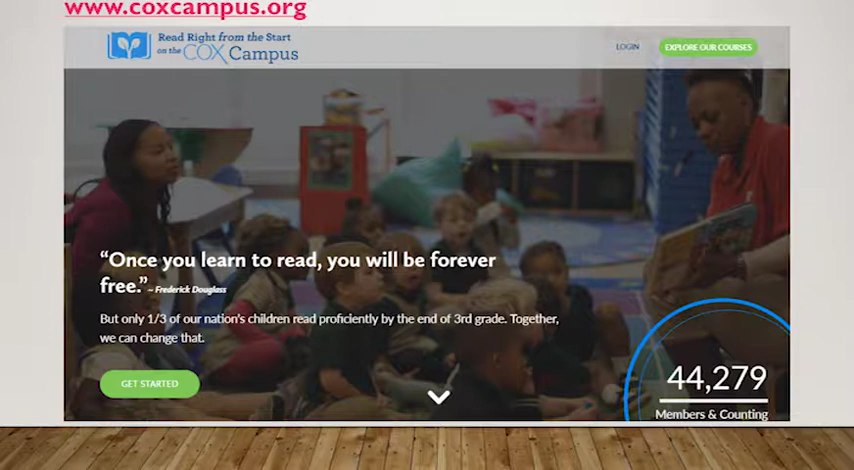 www.coxcampus.org
Read Right from the Start
on the COX Campus
LOGIN
EXPLORE OUR COURSES
“Once you learn to read, you will be forever
free.” ~ Frederick Douglass
But only 1/3 of our nation’s children read proficiently by the end of 3rd grade. Together,
we can change that.
GET STARTED
44,279
Members & Counting